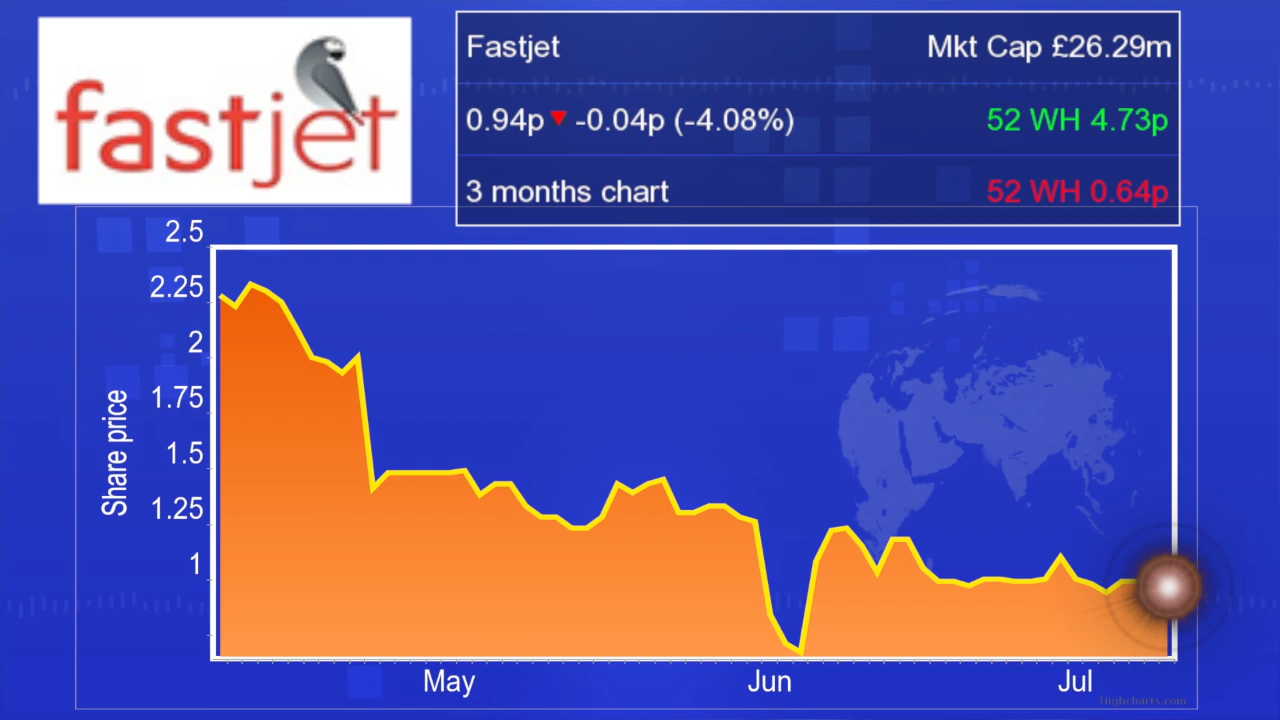 fastjet
Fastjet
Mkt Cap £26.29m
0.94p -0.04p (-4.08%)
52 WH 4.73p
3 months chart
52 WH 0.64p
2.5
2.25
2
1.75
1.5
1.25
1
Share price
May
Jun
Jul
Highcharts.com